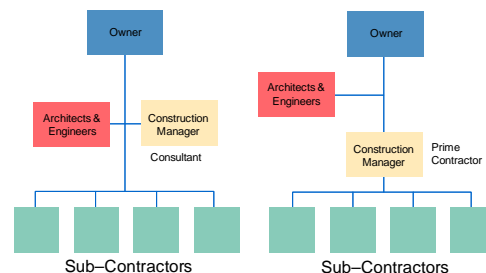 Owner
Architects &
Engineers
Construction
Manager
Consultant
Sub–Contractors
Owner
Architects &
Engineers
Construction
Manager
Prime
Contractor
Sub–Contractors